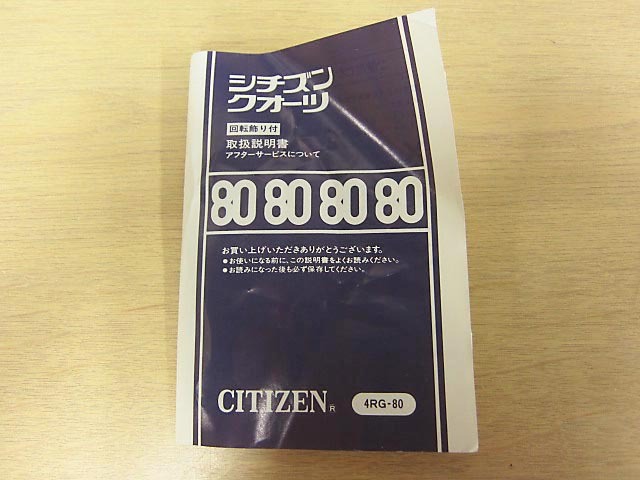 シチズン
クオーツ
回転飾り付
取扱説明書
アフターサービスについて
80 80 80 80
お買い上げいただきありがとうございます。
●お使いになる前に、この説明書をよくお読みください。
●お読みになった後も必ず保存してください。
CITIZEN R
4RG-80